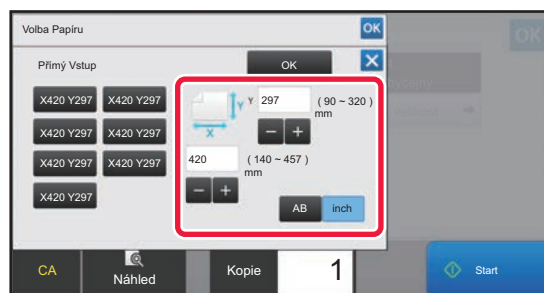 Volba Papíru
OK
OK
Přímý Vstup
OK
X420 Y297
X420 Y297
X420 Y297
X420 Y297
X420 Y297
X420 Y297
X420 Y297
Y
X
Y
297
( 90 ~ 320 )
mm
420
( 140 ~ 457 )
mm
AB
inch
CA
Náhled
Kopie
1
Start